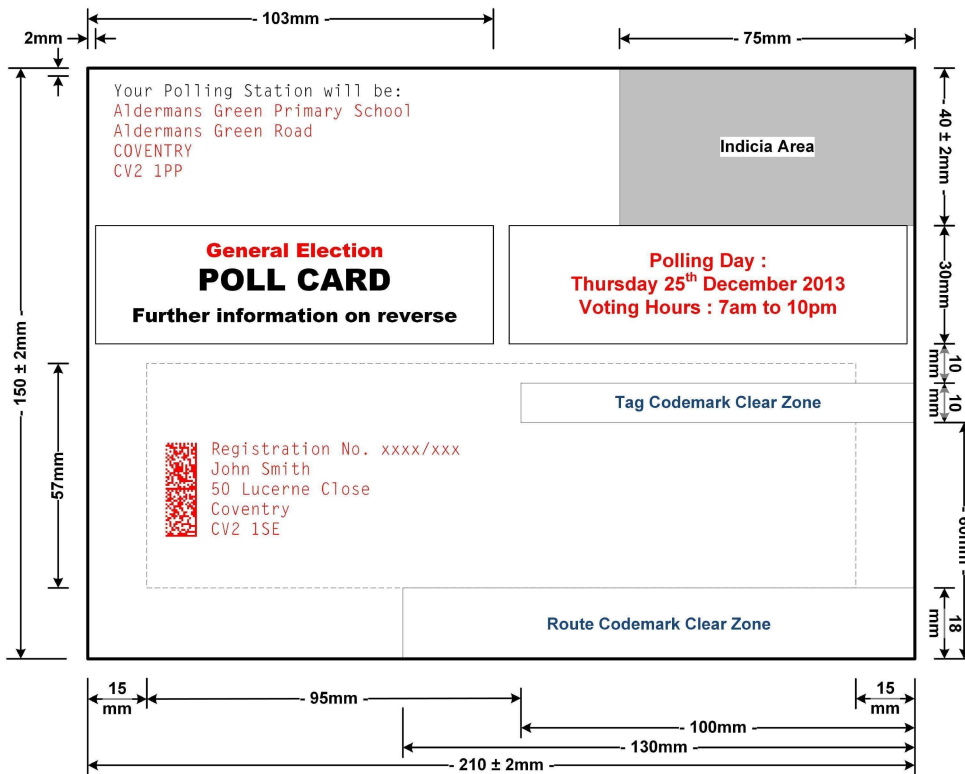 - 103mm -
2mm
- 75mm -
Your Polling Station will be:
Aldermans Green Primary School
Aldermans Green Road
COVENTRY
CV2 1PP
Indicia Area
- 40 ± 2mm -
General Election
POLL CARD
Further information on reverse
Polling Day :
Thursday 25th December 2013
Voting Hours : 7am to 10pm
30mm
- 150 ± 2mm -
10
mm
10
mm
Tag Codemark Clear Zone
57mm
Registration No. xxxx/xxx
John Smith
50 Lucerne Close
Coventry
CV2 1SE
Route Codemark Clear Zone
18
mm
15
mm
- 95mm -
15
mm
- 100mm -
- 130mm -
- 210 ± 2mm -